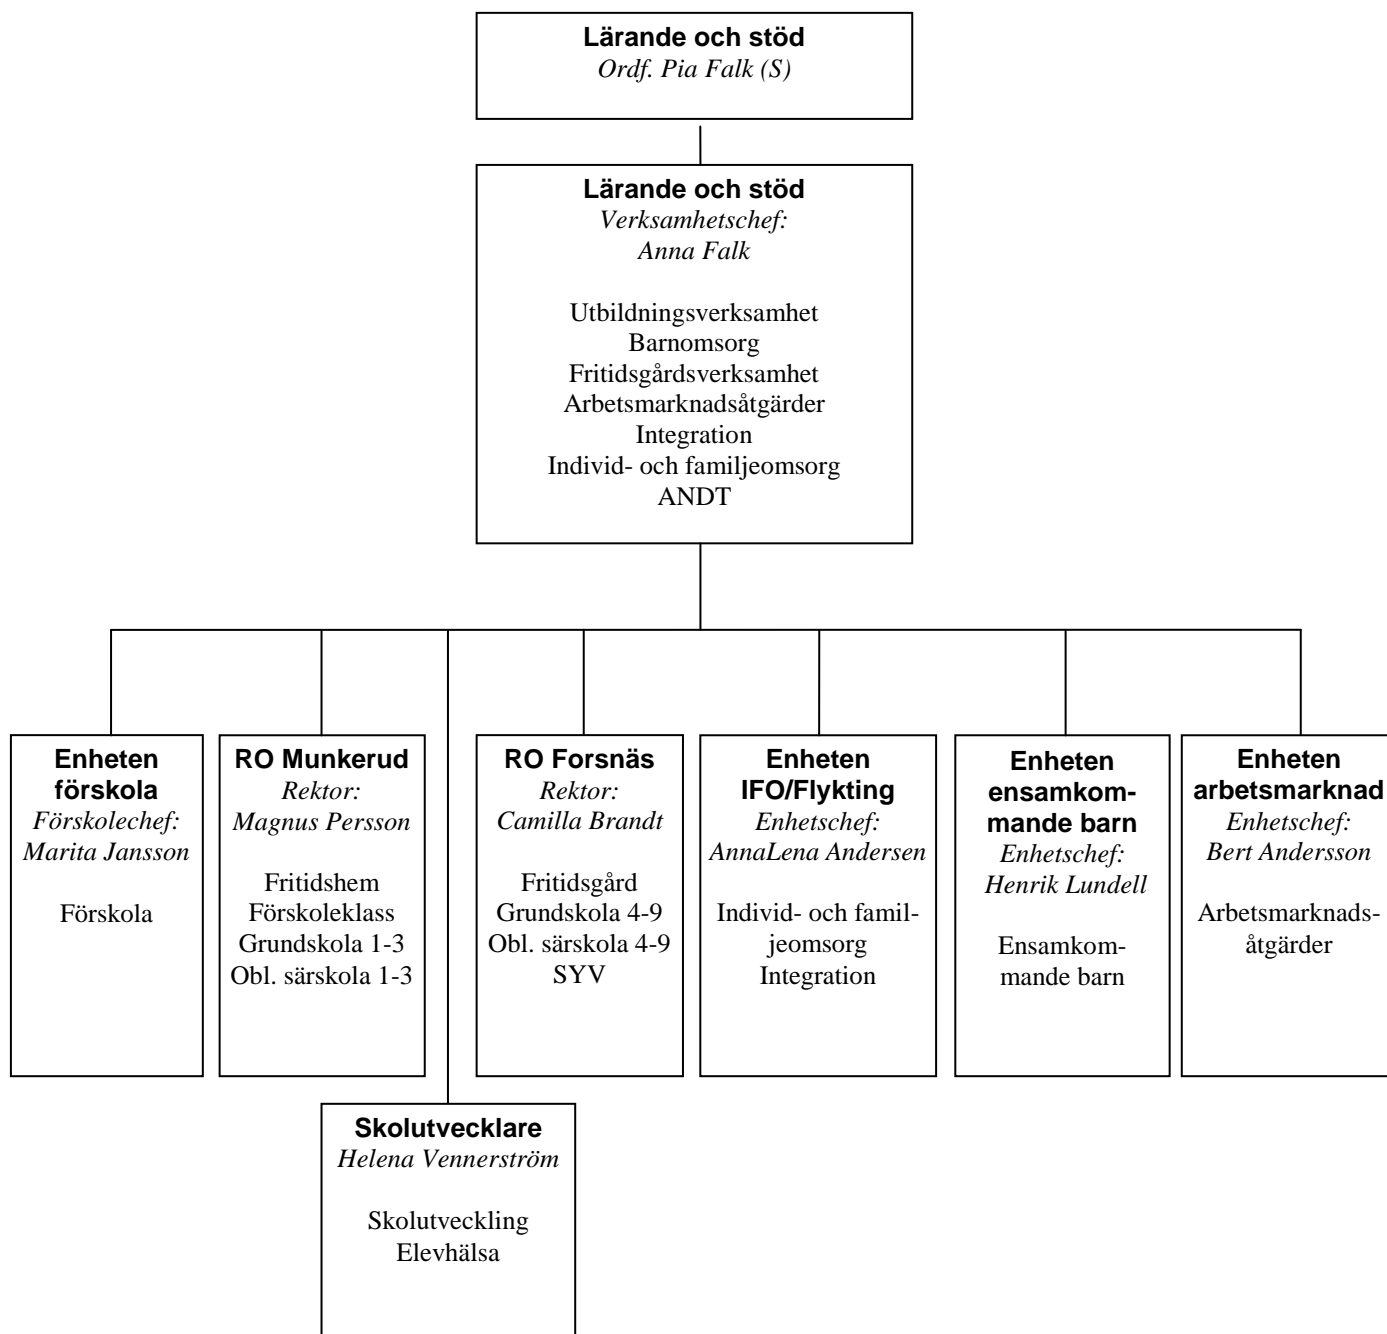 Lärande och stöd
Ordf. Pia Falk (S)
Lärande och stöd
Verksamhetschef:
Anna Falk
Utbildningsverksamhet
Barnomsorg
Fritidsgårdsverksamhet
Arbetsmarknadsåtgärder
Integration
Individ- och familjeomsorg
ANDT
Enheten
förskola
Förskolechef:
Marita Jansson
Förskola
RO Munkerud
Rektor:
Magnus Persson
Fritidshem
Förskoleklass
Grundskola 1-3
Obl. särskola 1-3
RO Forsnäs
Rektor:
Camilla Brandt
Fritidsgård
Grundskola 4-9
Obl. särskola 4-9
SYV
Enheten
IFO/Flykting
Enhetschef:
AnnaLena Andersen
Individ- och famil-
jeomsorg
Integration
Enheten
ensamkom-
mande barn
Enhetschef:
Henrik Lundell
Ensamkom-
mande barn
Enheten
arbetsmarknad
Enhetschef:
Bert Andersson
Arbetsmarknads-
åtgärder
Skolutvecklare
Helena Vennerström
Skolutveckling
Elevhälsa